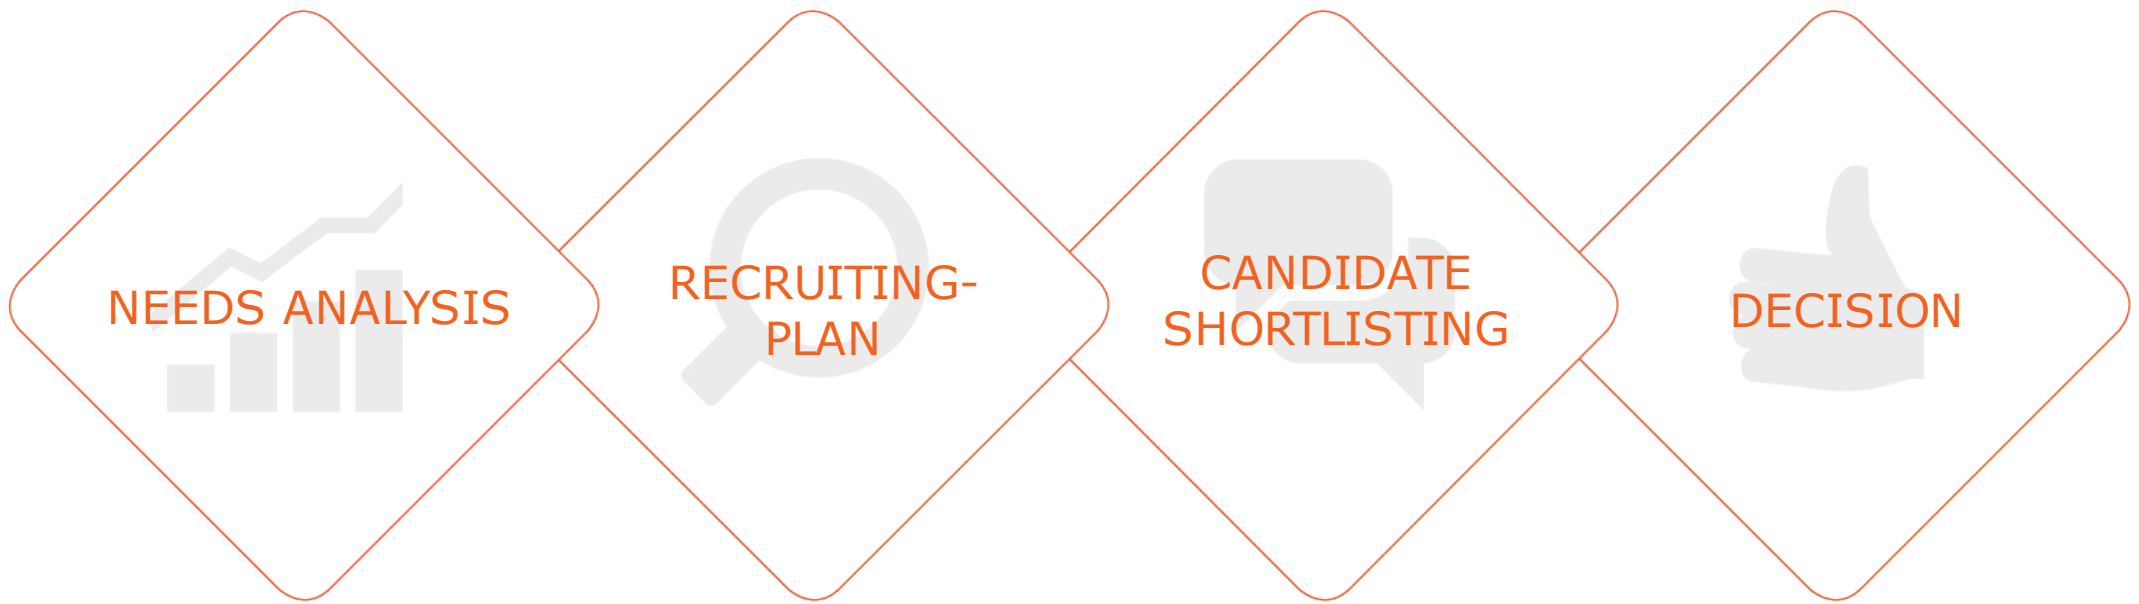 NEEDS ANALYSIS
RECRUITING-
PLAN
CANDIDATE
SHORTLISTING
DECISION